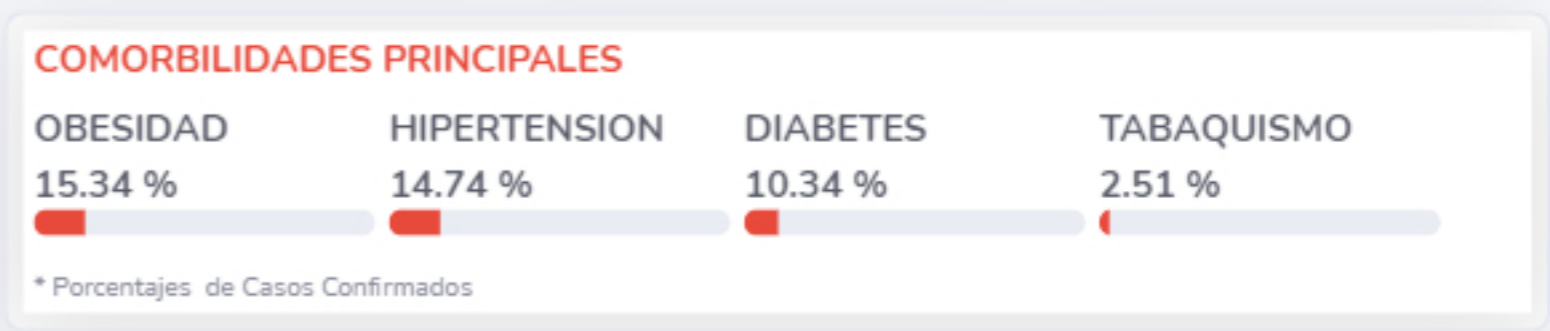 COMORBILIDADES PRINCIPALES
OBESIDAD HIPERTENSION DIABETES TABAQUISMO
15.34 % 14.74 % 10.34 % 2.51 %
* Porcentajes de Casos Confirmados